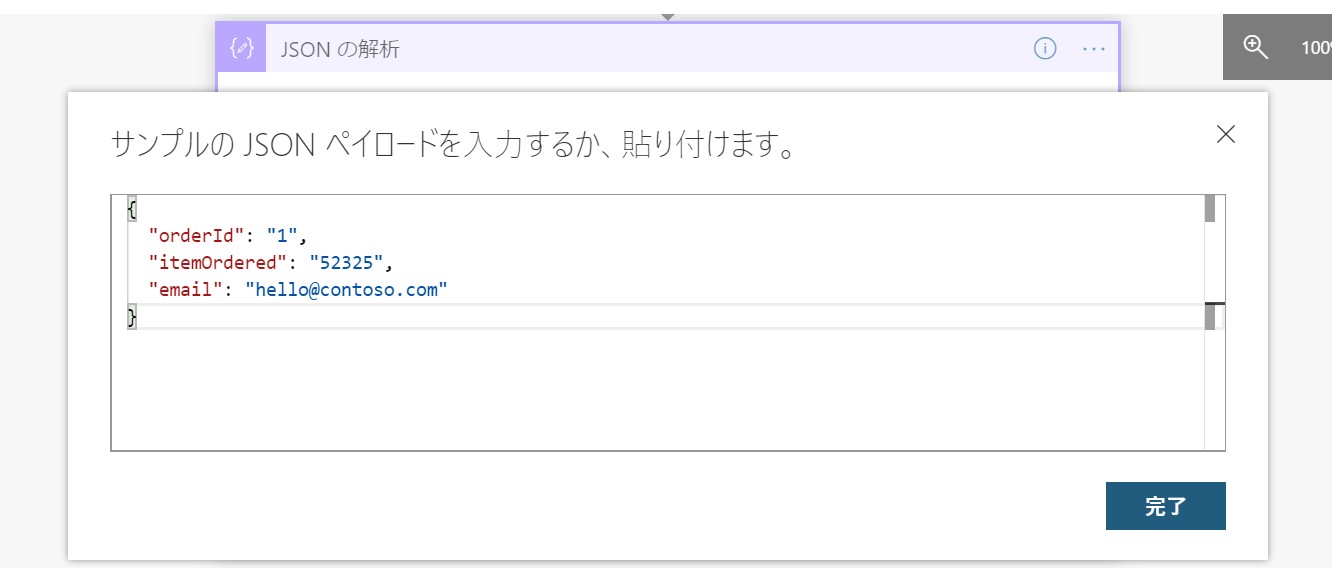 JSON の解析
100%
サンプルの JSON ペイロードを入力するか、貼り付けます。
{
"orderId": "1",
"itemOrdered": "52325",
"email": "hello@contoso.com"
}
完了